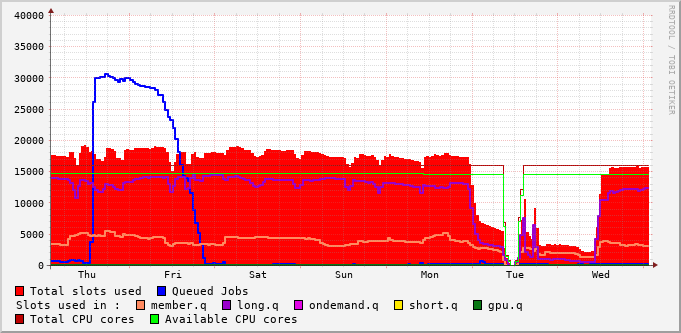 40000
35000
30000
25000
20000
15000
10000
5000
0
Thu Fri Sat Sun Mon Tue Wed
RRDTOOL / TOBI OETIKER
Total slots used Queued Jobs
Slots used in : member.q long.q ondemand.q short.q gpu.q
Total CPU cores Available CPU cores